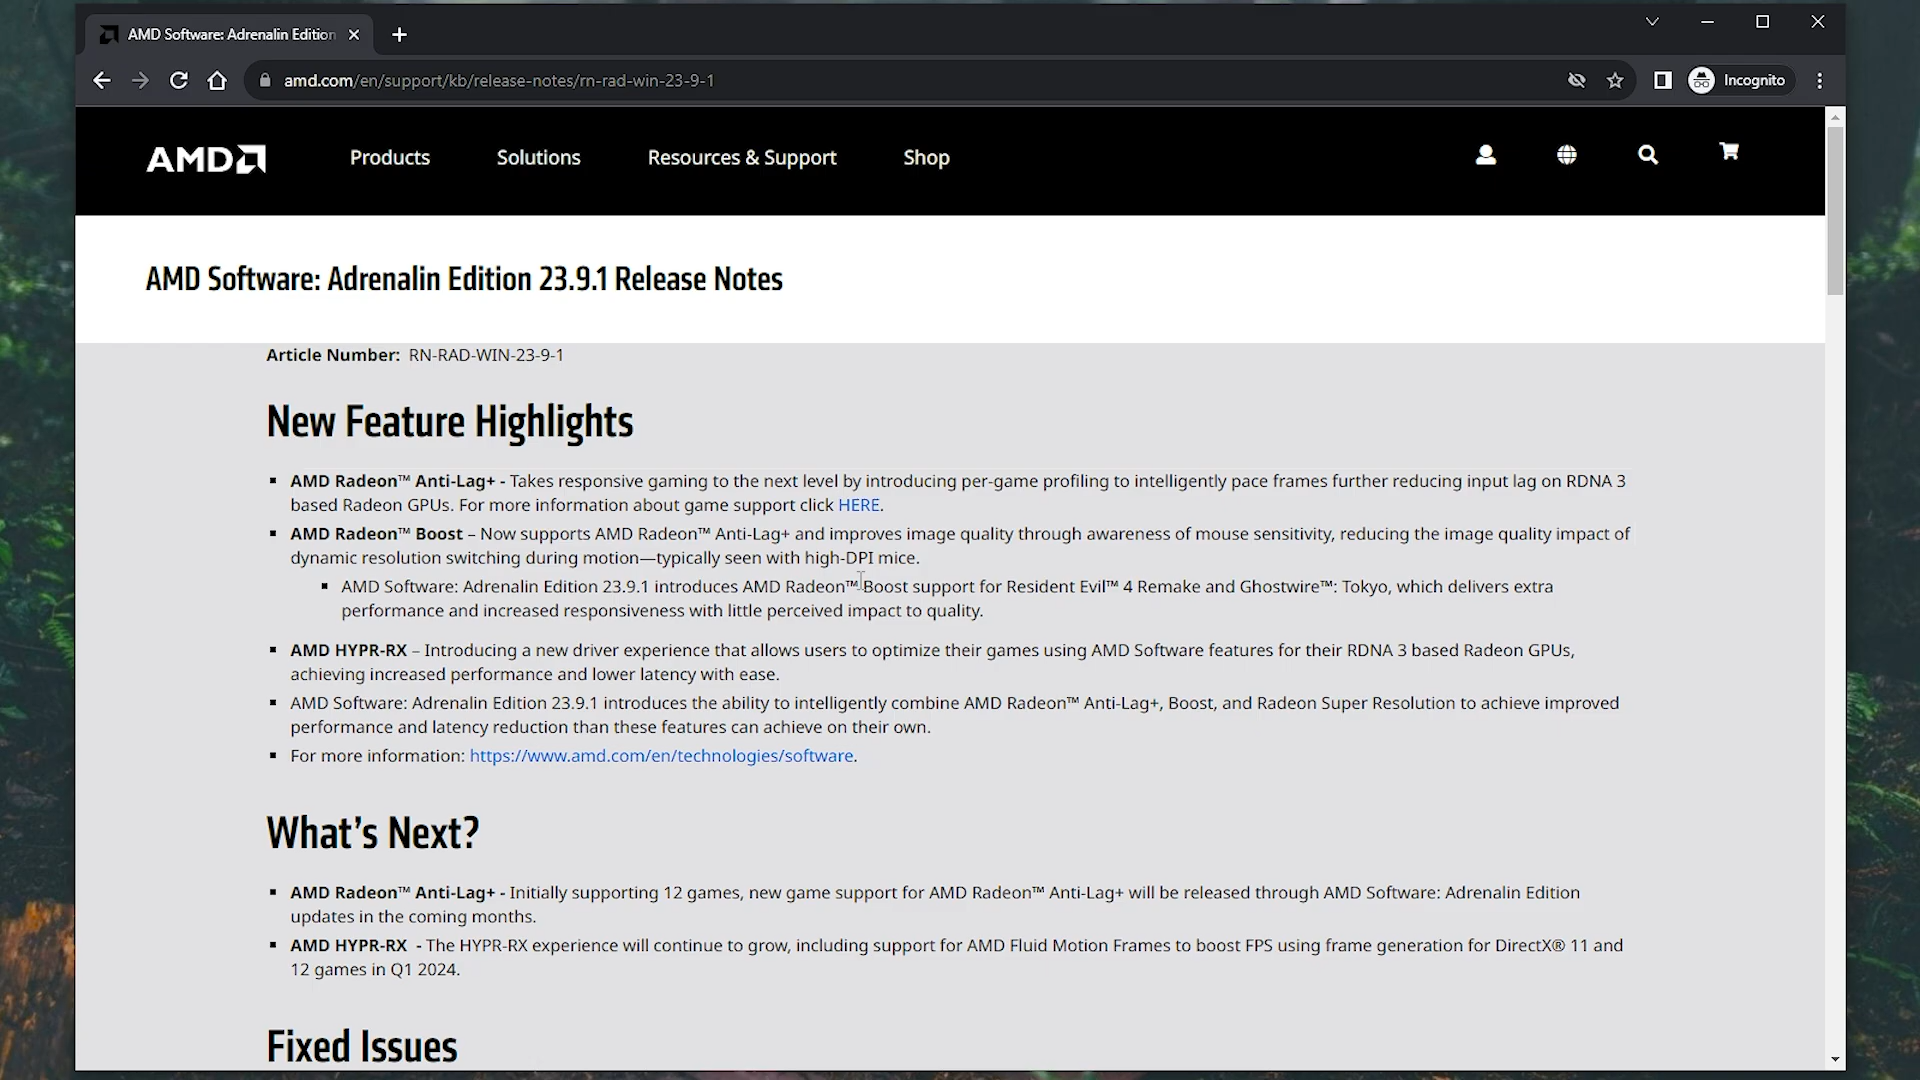 AMD Software: Adrenalin Edition
amd.com/en/support/kb/release-notes/rn-rad-win-23-9-1
Incognito
AMD
Products
Solutions
Resources & Support
Shop
AMD Software: Adrenalin Edition 23.9.1 Release Notes
Article Number: RN-RAD-WIN-23-9-1
New Feature Highlights
AMD Radeon™ Anti-Lag+ - Takes responsive gaming to the next level by introducing per-game profiling to intelligently pace frames further reducing input lag on RDNA 3
based Radeon GPUs. For more information about game support click HERE.
AMD Radeon™ Boost – Now supports AMD Radeon™ Anti-Lag+ and improves image quality through awareness of mouse sensitivity, reducing the image quality impact of
dynamic resolution switching during motion—typically seen with high-DPI mice.
AMD Software: Adrenalin Edition 23.9.1 introduces AMD Radeon™ Boost support for Resident Evil™ 4 Remake and Ghostwire™: Tokyo, which delivers extra
performance and increased responsiveness with little perceived impact to quality.
AMD HYPR-RX – Introducing a new driver experience that allows users to optimize their games using AMD Software features for their RDNA 3 based Radeon GPUs,
achieving increased performance and lower latency with ease.
AMD Software: Adrenalin Edition 23.9.1 introduces the ability to intelligently combine AMD Radeon™ Anti-Lag+, Boost, and Radeon Super Resolution to achieve improved
performance and latency reduction than these features can achieve on their own.
For more information: https://www.amd.com/en/technologies/software.
What's Next?
AMD Radeon™ Anti-Lag+ - Initially supporting 12 games, new game support for AMD Radeon™ Anti-Lag+ will be released through AMD Software: Adrenalin Edition
updates in the coming months.
AMD HYPR-RX - The HYPR-RX experience will continue to grow, including support for AMD Fluid Motion Frames to boost FPS using frame generation for DirectX® 11 and
12 games in Q1 2024.
Fixed Issues